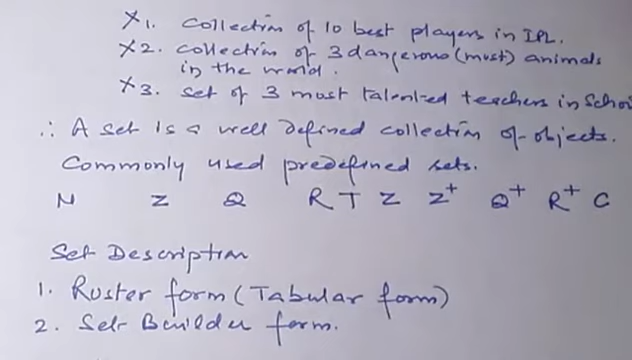 X1. Collection of 10 best players in IPL.
X2. Collection of 3 dangerous (most) animals
in the world.
X3. Set of 3 most talented teachers in School
∴ A set is a well defined collection of objects.
Commonly used predefined sets.
N Z Q R T Z Z+ Q+ R+ C
Set Description
1. Ruster form (Tabular form)
2. Set Builder form.